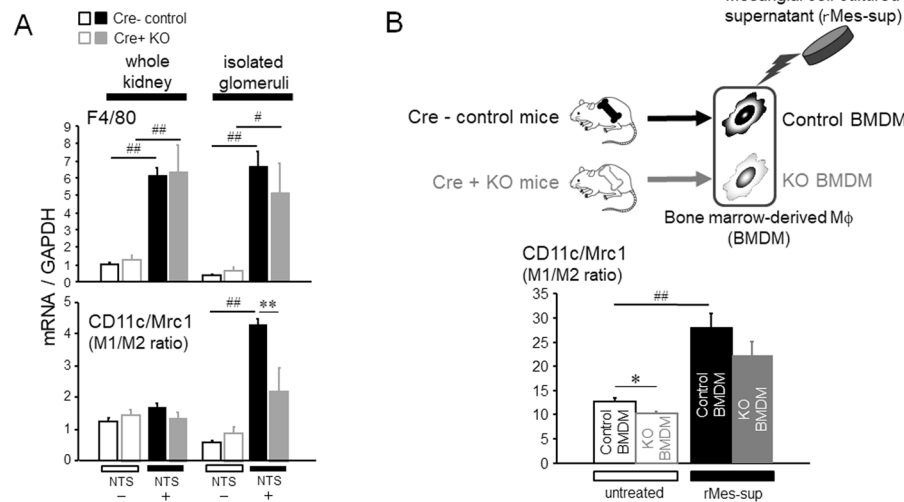 A
Cre- control
Cre+ KO
whole
kidney
isolated
glomeruli
F4/80
##
##
##
#
9
8
7
6
5
4
3
2
1
0
mRNA / GAPDH
CD11c/Mrc1
(M1/M2 ratio)
##
**
5
4
3
2
1
0
NTS
NTS
NTS
NTS
–
+
–
+
B
supernatant (rMes-sup)
Cre - control mice
Control BMDM
Cre + KO mice
KO BMDM
Bone marrow-derived Mϕ
(BMDM)
CD11c/Mrc1
(M1/M2 ratio)
##
*
35
30
25
20
15
10
5
0
Control
BMDM
KO
BMDM
Control
BMDM
KO
BMDM
untreated
rMes-sup